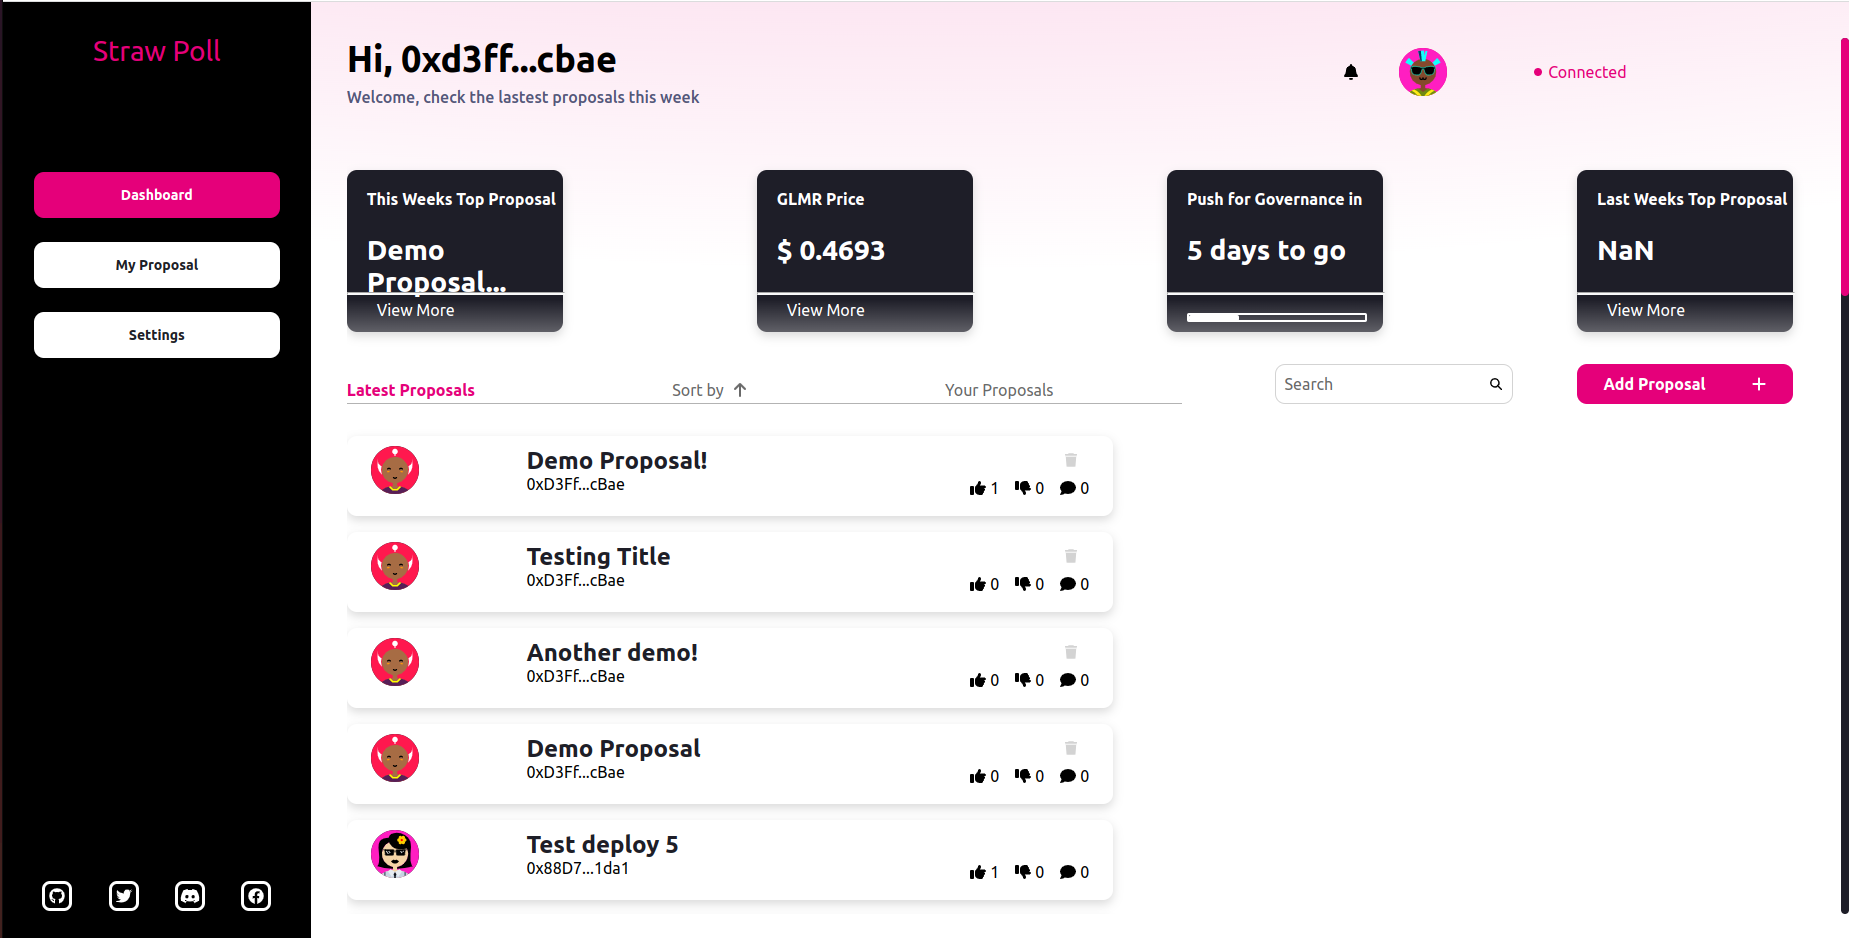 Straw Poll
Dashboard
My Proposal
Settings
Hi, 0xd3ff...cbae
Welcome, check the lastest proposals this week
Connected
This Weeks Top Proposal
Demo
Proposal...
View More
GLMR Price
$ 0.4693
View More
Push for Governance in
5 days to go
Last Weeks Top Proposal
NaN
View More
Latest Proposals
Sort by
Your Proposals
Search
Add Proposal +
Demo Proposal!
0xD3Ff...cBae
1 0 0
Testing Title
0xD3Ff...cBae
0 0 0
Another demo!
0xD3Ff...cBae
0 0 0
Demo Proposal
0xD3Ff...cBae
0 0 0
Test deploy 5
0x88D7...1da1
1 0 0